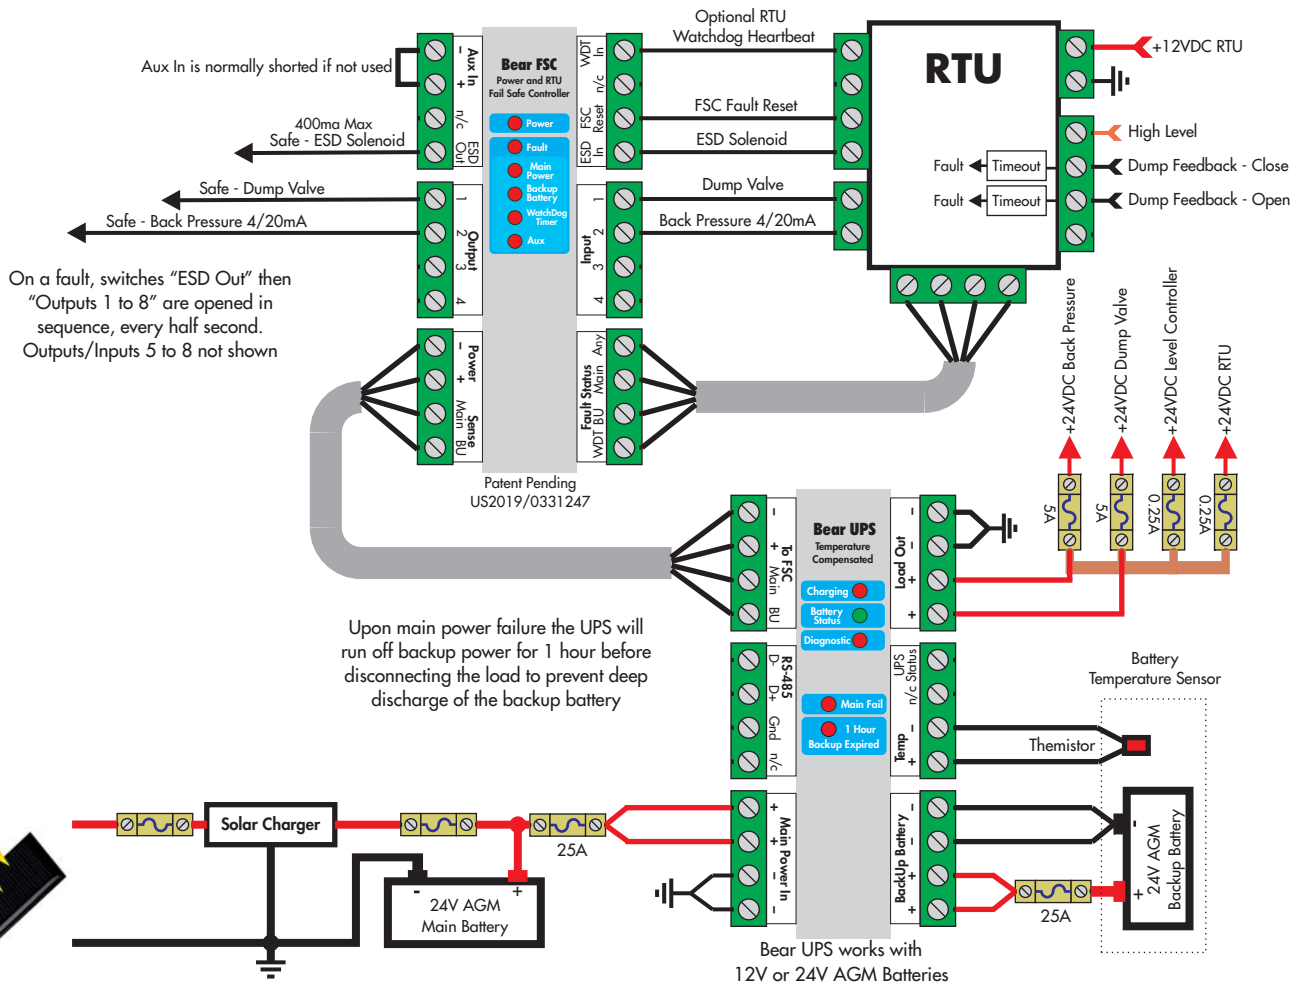 Optional RTU
Watchdog Heartbeat
Aux In is normally shorted if not used
- Aux In +
n/c
ESD Out
Bear FSC
Power and RTU
Fail Safe Controller
Power
Fault
Main
Power
Backup
Battery
WatchDog
Timer
Aux
WDT In
n/c
FSC Reset
ESD In
FSC Fault Reset
ESD Solenoid
400ma Max
Safe - ESD Solenoid
Safe - Dump Valve
Safe - Back Pressure 4/20mA
Output
1
2
3
4
Input
1
2
3
4
Dump Valve
Back Pressure 4/20mA
RTU
+12VDC RTU
High Level
Fault
Timeout
Dump Feedback - Close
Fault
Timeout
Dump Feedback - Open
On a fault, switches “ESD Out” then
“Outputs 1 to 8” are opened in
sequence, every half second.
Outputs/Inputs 5 to 8 not shown
- Power +
Main Sense BU
Fault Status
Any
Main
BU
WDT
Patent Pending
US2019/0331247
+24VDC Back Pressure
+24VDC Dump Valve
+24VDC Level Controller
+24VDC RTU
5A
5A
0.25A
0.25A
Bear UPS
Temperature
Compensated
Charging
Battery
Status
Diagnostic
Main Fail
1 Hour
Backup Expired
- + To FSC Main BU
Load Out
-
-
+
+
RS-485
D-
D+
Gnd
n/c
UPS Status
n/c
Temp
-
+
Upon main power failure the UPS will
run off backup power for 1 hour before
disconnecting the load to prevent deep
discharge of the backup battery
Battery
Temperature Sensor
Themistor
Solar Charger
25A
24V AGM
Main Battery
-
+
Main Power In
+
+
-
-
BackUp Battery
-
-
+
+
25A
24V AGM
Backup Battery
-
+
Bear UPS works with
12V or 24V AGM Batteries